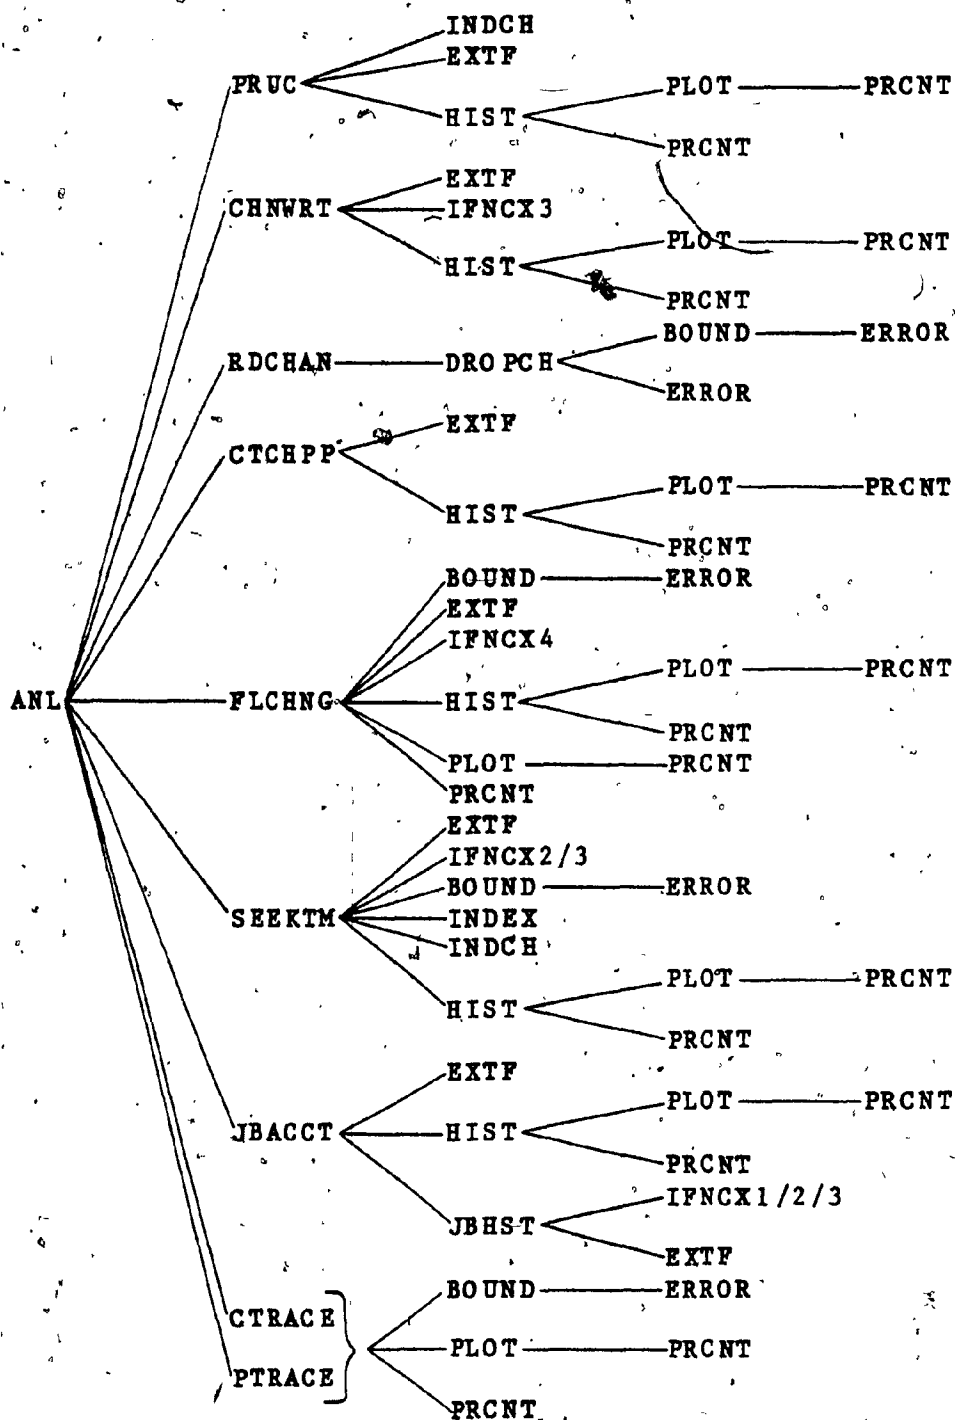 INDCH
EXTF
PRUC
PLOT PRCNT
HIST
PRCNT
EXTF
CHNWRT IFNCX3
PLOT PRCNT
HIST
PRCNT
BOUND ERROR
RDCHAN DROPCH
ERROR
EXTF
CTCHPP
PLOT PRCNT
HIST
PRCNT
BOUND ERROR
EXTF
IFNCX4
PLOT PRCNT
ANL FLCHNG HIST
PRCNT
PLOT PRCNT
PRCNT
EXTF
IFNCX2/3
BOUND ERROR
SEEKTM INDEX
INDCH
PLOT PRCNT
HIST
PRCNT
EXTF
PLOT PRCNT
JBACCT HIST
PRCNT
IFNCX1/2/3
JBHST
EXTF
BOUND ERROR
CTRACE
PLOT PRCNT
PTRACE
PRCNT